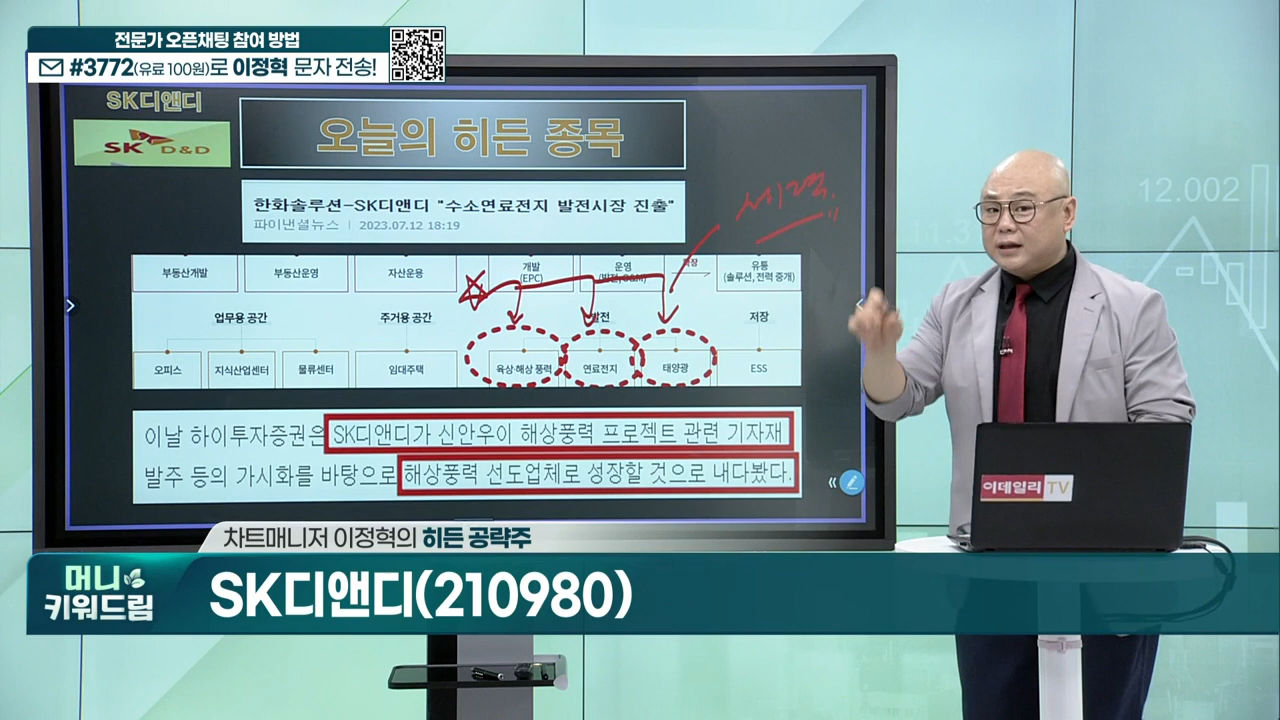 전문가 오픈채팅 참여 방법
#3772(유료 100원)로 이정혁 문자 전송!
SK디앤디
SK D&D
오늘의 히든 종목
한화솔루션-SK디앤디 "수소연료전지 발전시장 진출"
파이낸셜뉴스 | 2023.07.12 18:19
부동산개발 부동산운영 자산운용 개발 운영 확장 유통
(EPC) (발전, O&M) (솔루션, 전력 중개)
업무용 공간 주거용 공간 발전 저장
오피스 지식산업센터 물류센터 임대주택 육상·해상 풍력 연료전지 태양광 ESS
이날 하이투자증권은 SK디앤디가 신안우이 해상풍력 프로젝트 관련 기자재
발주 등의 가시화를 바탕으로 해상풍력 선도업체로 성장할 것으로 내다봤다.
12.002
이데일리 TV
차트매니저 이정혁의 히든 공략주
머니
키워드림
SK디앤디(210980)